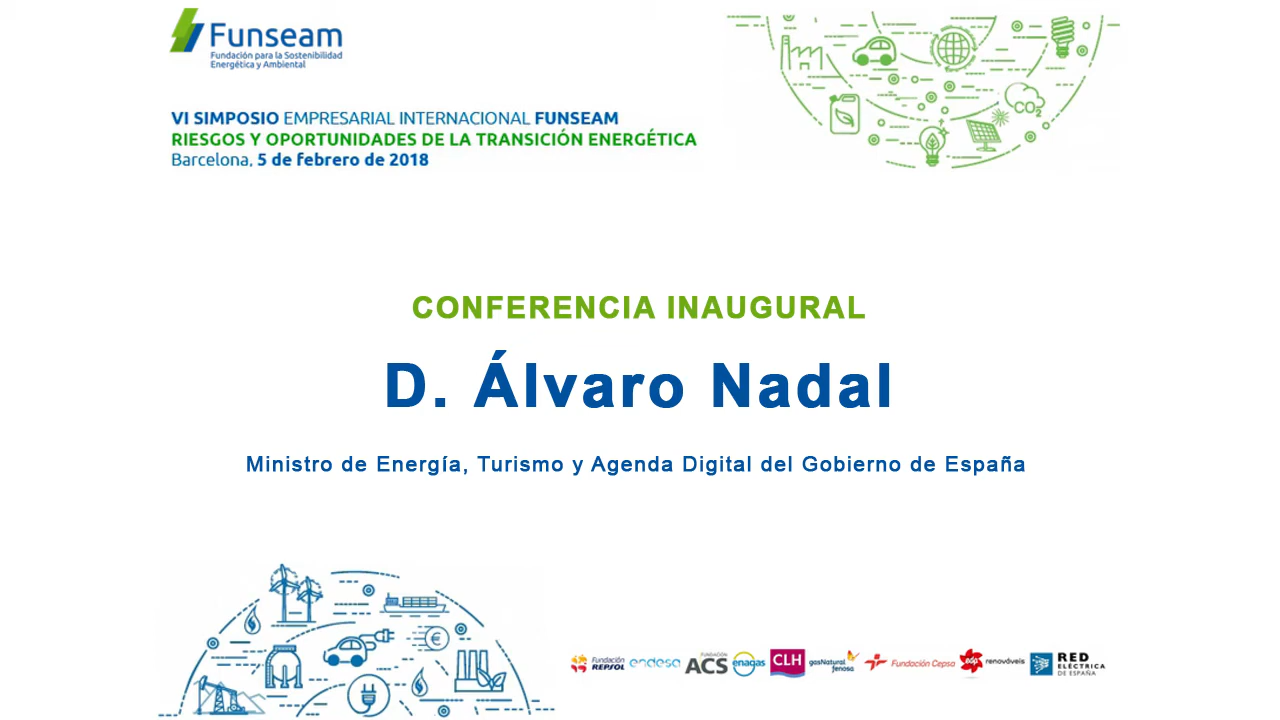 Funseam
Fundación para la Sostenibilidad
Energética y Ambiental
VI SIMPOSIO EMPRESARIAL INTERNACIONAL FUNSEAM
RIESGOS Y OPORTUNIDADES DE LA TRANSICIÓN ENERGÉTICA
Barcelona, 5 de febrero de 2018
CO2
CONFERENCIA INAUGURAL
D. Álvaro Nadal
Ministro de Energía, Turismo y Agenda Digital del Gobierno de España
€
Fundación
REPSOL
endesa
FUNDACIÓN
ACS
enagas
CLH
gasNatural
fenosa
Fundación Cepsa
edp renováveis
RED
ELÉCTRICA
DE ESPAÑA